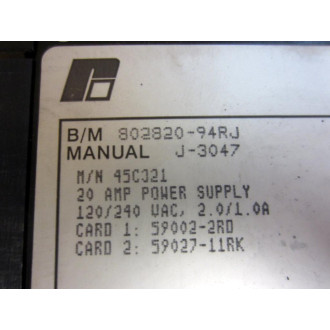 B/M 802820-94RJ
MANUAL J-3047
M/N 45C321
20 AMP POWER SUPPLY
120/240 VAC, 2.0/1.0A
CARD 1: 59002-2RD
CARD 2: 59027-11RK